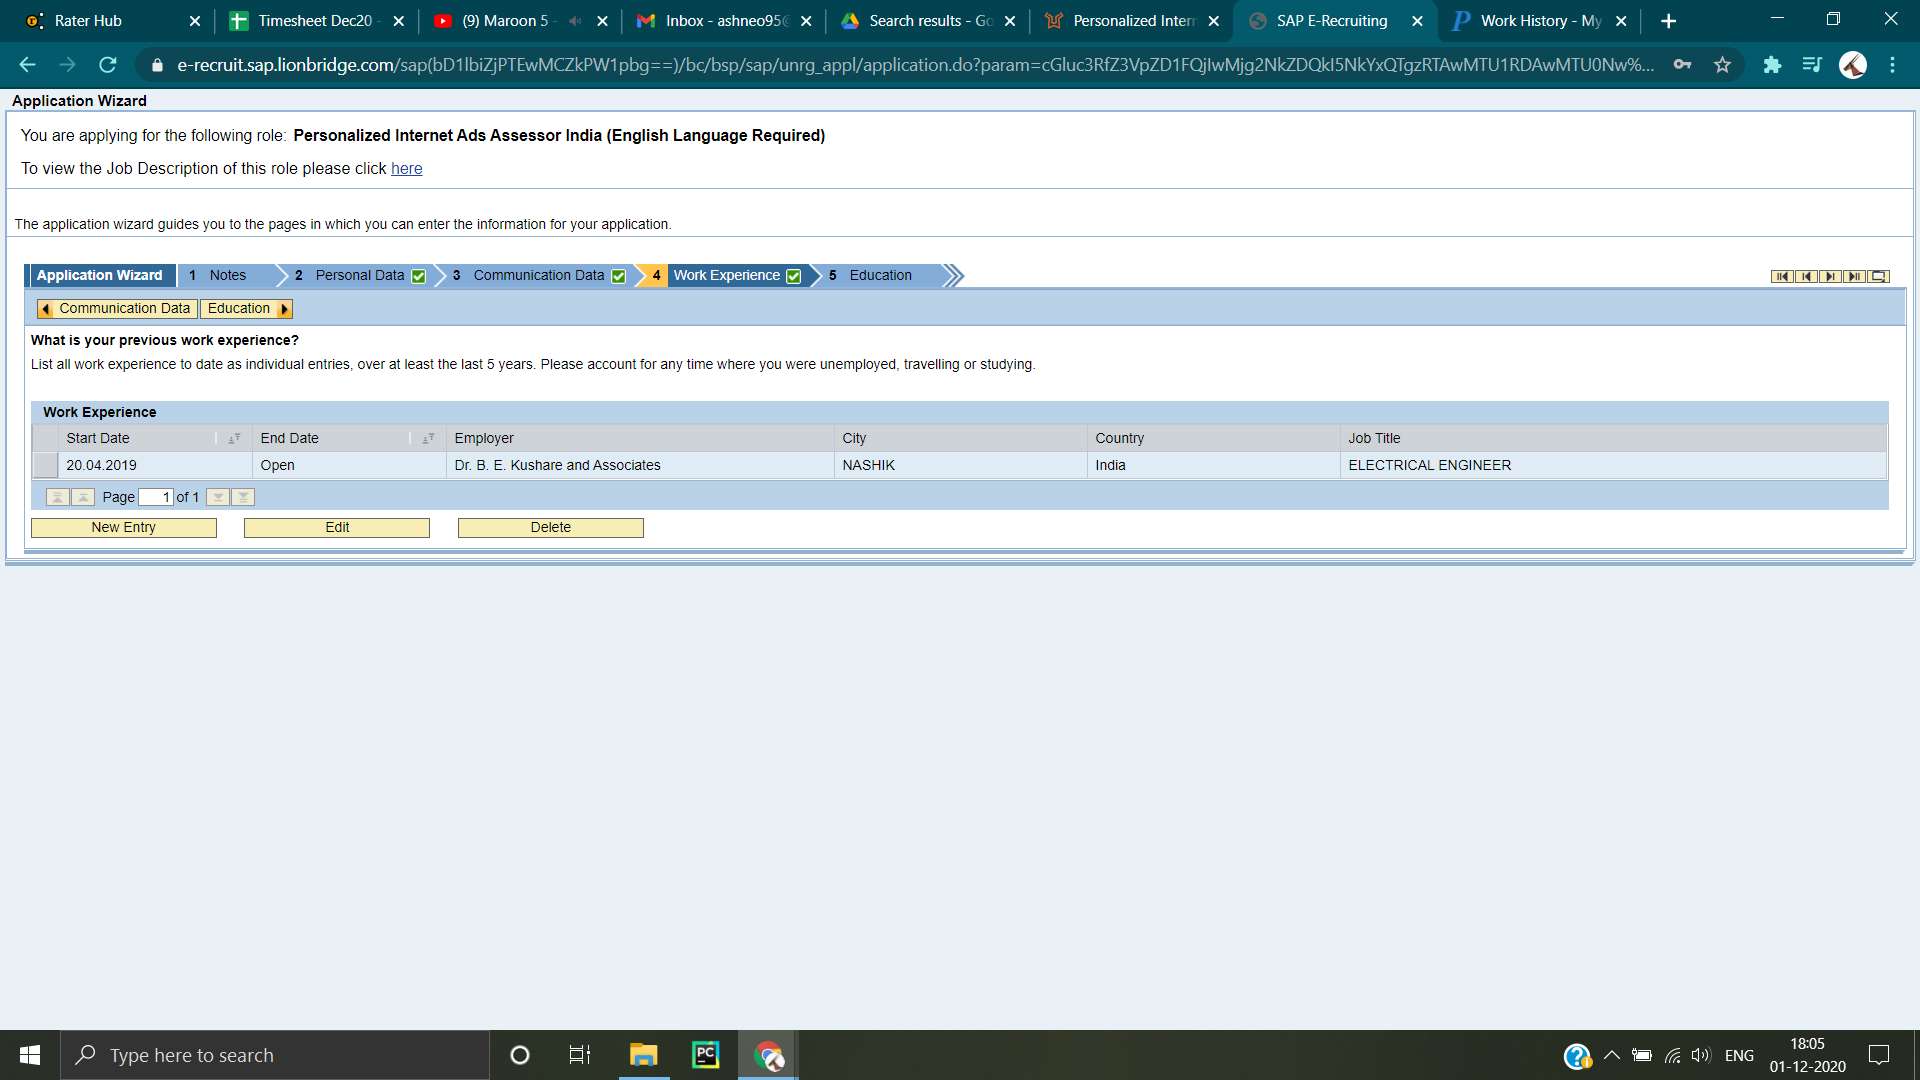 Rater Hub
Timesheet Dec20 -
(9) Maroon 5 -
Inbox - ashneo95@
Search results - Go
Personalized Intern
SAP E-Recruiting
Work History - My
e-recruit.sap.lionbridge.com/sap(bD1lbiZjPTEwMCZkPW1pbg==)/bc/bsp/sap/unrg_appl/application.do?param=cGluc3RfZ3VpZD1FQjIwMjg2NkZDQkI5NkYxQTgzRTAwMTU1RDAwMTU0Nw%...
Application Wizard
You are applying for the following role: Personalized Internet Ads Assessor India (English Language Required)
To view the Job Description of this role please click here
The application wizard guides you to the pages in which you can enter the information for your application.
Application Wizard 1 Notes 2 Personal Data 3 Communication Data 4 Work Experience 5 Education
Communication Data Education
What is your previous work experience?
List all work experience to date as individual entries, over at least the last 5 years. Please account for any time where you were unemployed, travelling or studying.
Work Experience
Start Date End Date Employer City Country Job Title
20.04.2019 Open Dr. B. E. Kushare and Associates NASHIK India ELECTRICAL ENGINEER
Page 1 of 1
New Entry Edit Delete
Type here to search
PC
ENG
18:05
01-12-2020